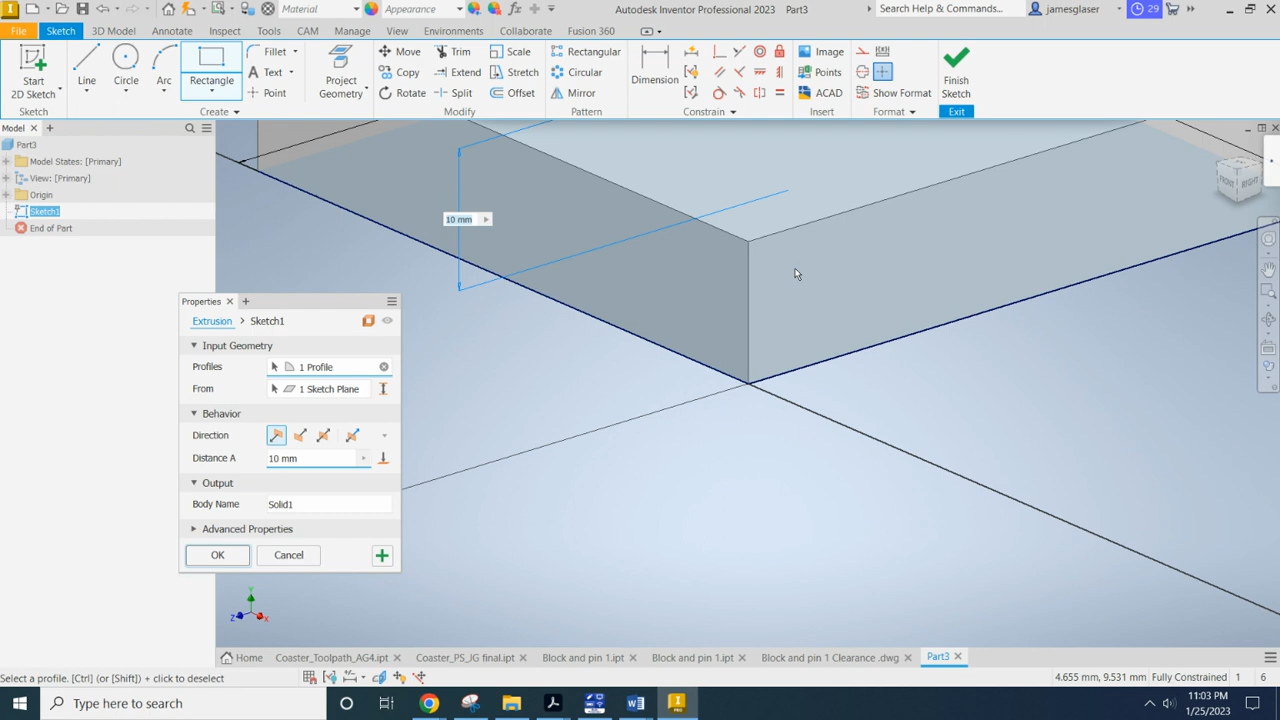 Material Appearance Autodesk Inventor Professional 2023 Part3 Search Help & Commands... jamesglaser 29
File Sketch 3D Model Annotate Inspect Tools CAM Manage View Environments Collaborate Fusion 360
Start 2D Sketch Line Circle Arc Rectangle Fillet Text Point Project Geometry Move Copy Rotate Trim Extend Split Scale Stretch Offset Rectangular Circular Mirror Dimension Image Points ACAD Show Format Finish Sketch
Sketch Create Modify Pattern Constrain Insert Format Exit
Model
Part3
Model States: [Primary]
View: [Primary]
Origin
Sketch1
End of Part
FRONT RIGHT
10 mm
Properties
Extrusion > Sketch1
Input Geometry
Profiles 1 Profile
From 1 Sketch Plane
Behavior
Direction
Distance A 10 mm
Output
Body Name Solid1
Advanced Properties
OK Cancel
Y
Z X
Home Coaster_Toolpath_AG4.ipt Coaster_PS_JG final.ipt Block and pin 1.ipt Block and pin 1.ipt Block and pin 1 Clearance .dwg Part3
Select a profile. [Ctrl] (or [Shift]) + click to deselect 4.655 mm, 9.531 mm Fully Constrained 1 6
Type here to search
11:03 PM
1/25/2023